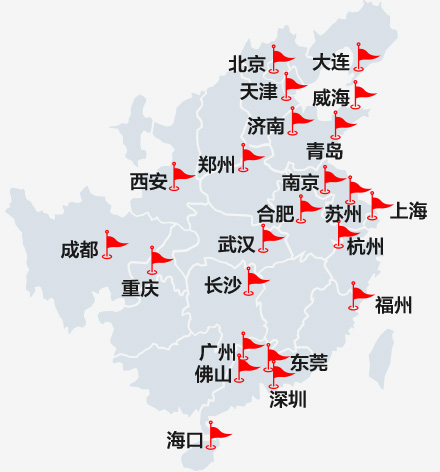 北京
大连
天津
威海
济南
青岛
郑州
西安
南京
合肥
苏州
上海
成都
武汉
杭州
重庆
长沙
福州
广州
东莞
佛山
深圳
海口